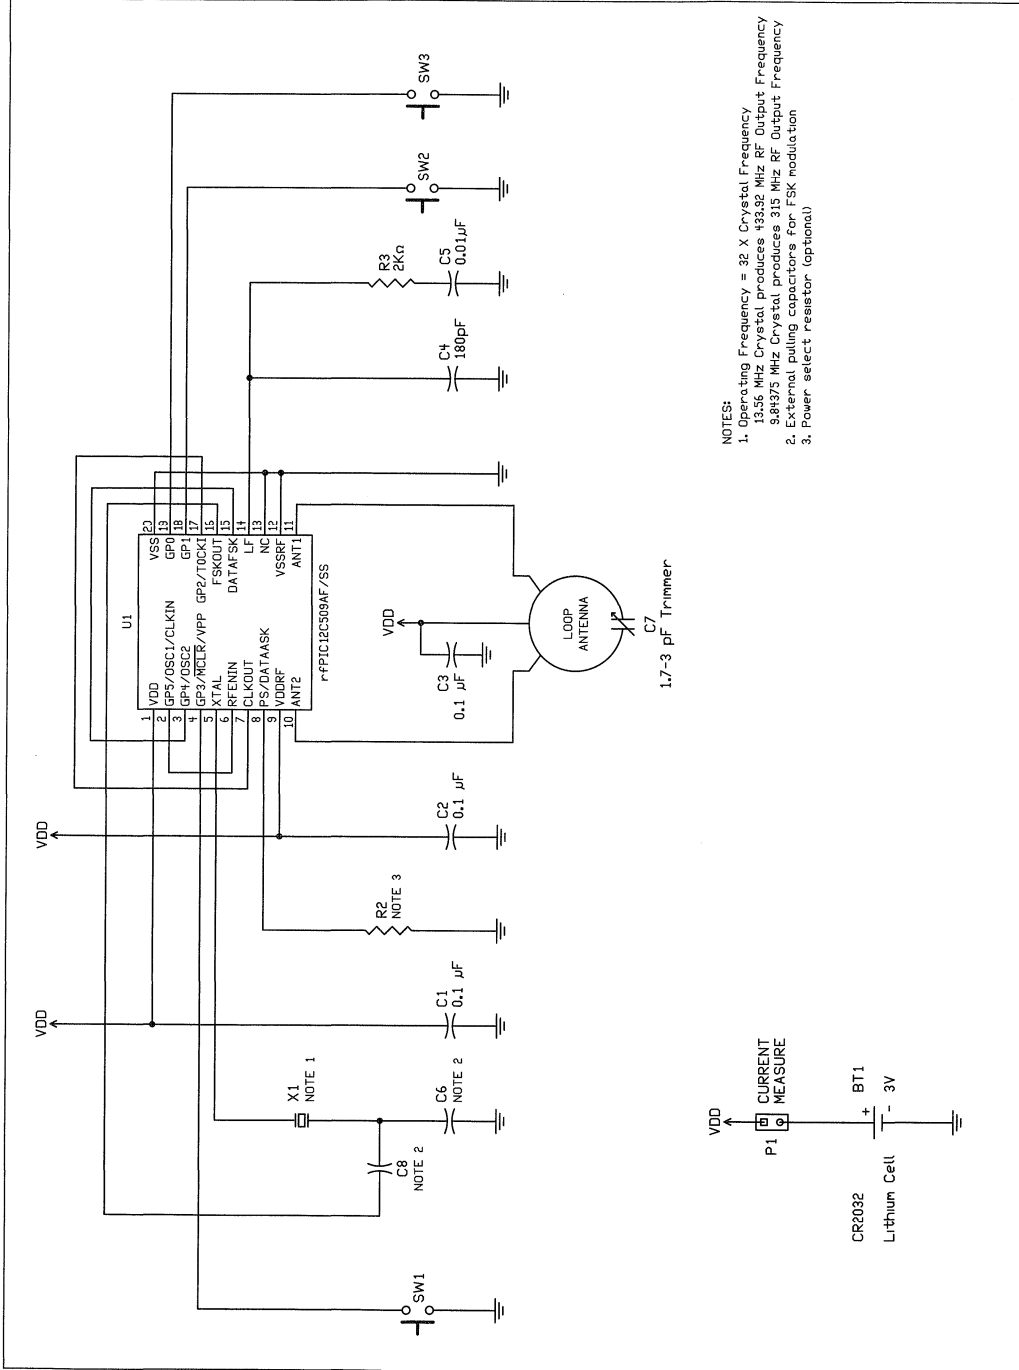 VDD
VDD
U1
1
2
3
4
5
6
7
8
9
10
VDD
GP5/OSC1/CLKIN
GP4/OSC2
GP3/MCLR/VPP
XTAL
RFENIN
CLKOUT
PS/DATAASK
VDDRF
ANT2
VSS
GP0
GP1
GP2/T0CKI
FSKOUT
DATAFSK
LF
NC
VSSRF
ANT1
20
19
18
17
16
15
14
13
12
11
rfPIC12C509AF/SS
SW1
X1
NOTE 1
C8
NOTE 2
C6
NOTE 2
C1
0.1 µF
R2
NOTE 3
C2
0.1 µF
VDD
C3
0.1 µF
LOOP
ANTENNA
C7
1.7-3 pF Trimmer
C4
180pF
R3
2KΩ
C5
0.01µF
SW2
SW3
VDD
P1
CURRENT
MEASURE
CR2032
Lithium Cell
+
BT1
-
3V
NOTES:
1. Operating Frequency = 32 X Crystal Frequency
13.56 MHz Crystal produces 433.92 MHz RF Output Frequency
9.84375 MHz Crystal produces 315 MHz RF Output Frequency
2. External pulling capacitors for FSK modulation
3. Power select resistor (optional)